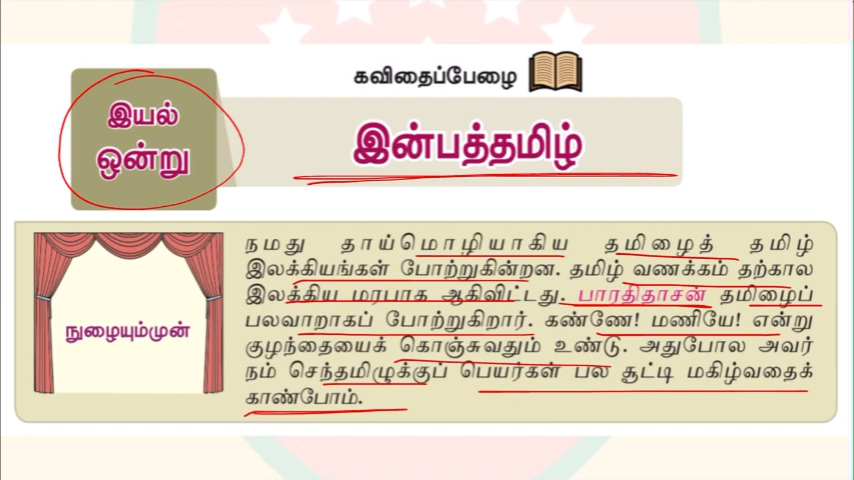 கவிதைப்பேழை
இயல்
ஒன்று
இன்பத்தமிழ்
நுழையும்முன்
நமது தாய்மொழியாகிய தமிழைத் தமிழ்
இலக்கியங்கள் போற்றுகின்றன. தமிழ் வணக்கம் தற்கால
இலக்கிய மரபாக ஆகிவிட்டது. பாரதிதாசன் தமிழைப்
பலவாறாகப் போற்றுகிறார். கண்ணே! மணியே! என்று
குழந்தையைக் கொஞ்சுவதும் உண்டு. அதுபோல அவர்
நம் செந்தமிழுக்குப் பெயர்கள் பல சூட்டி மகிழ்வதைக்
காண்போம்.